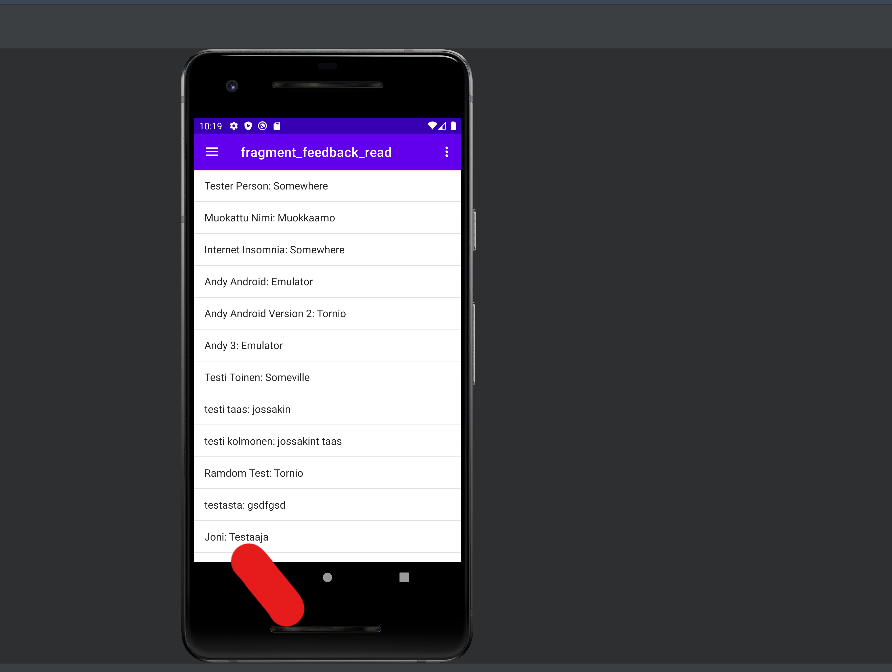 10:19
fragment_feedback_read
Tester Person: Somewhere
Muokattu Nimi: Muokkaamo
Internet Insomnia: Somewhere
Andy Android: Emulator
Andy Android Version 2: Tornio
Andy 3: Emulator
Testi Toinen: Someville
testi taas: jossakin
testi kolmonen: jossakint taas
Ramdom Test: Tornio
testasta: gsdfgsd
Joni: Testaaja